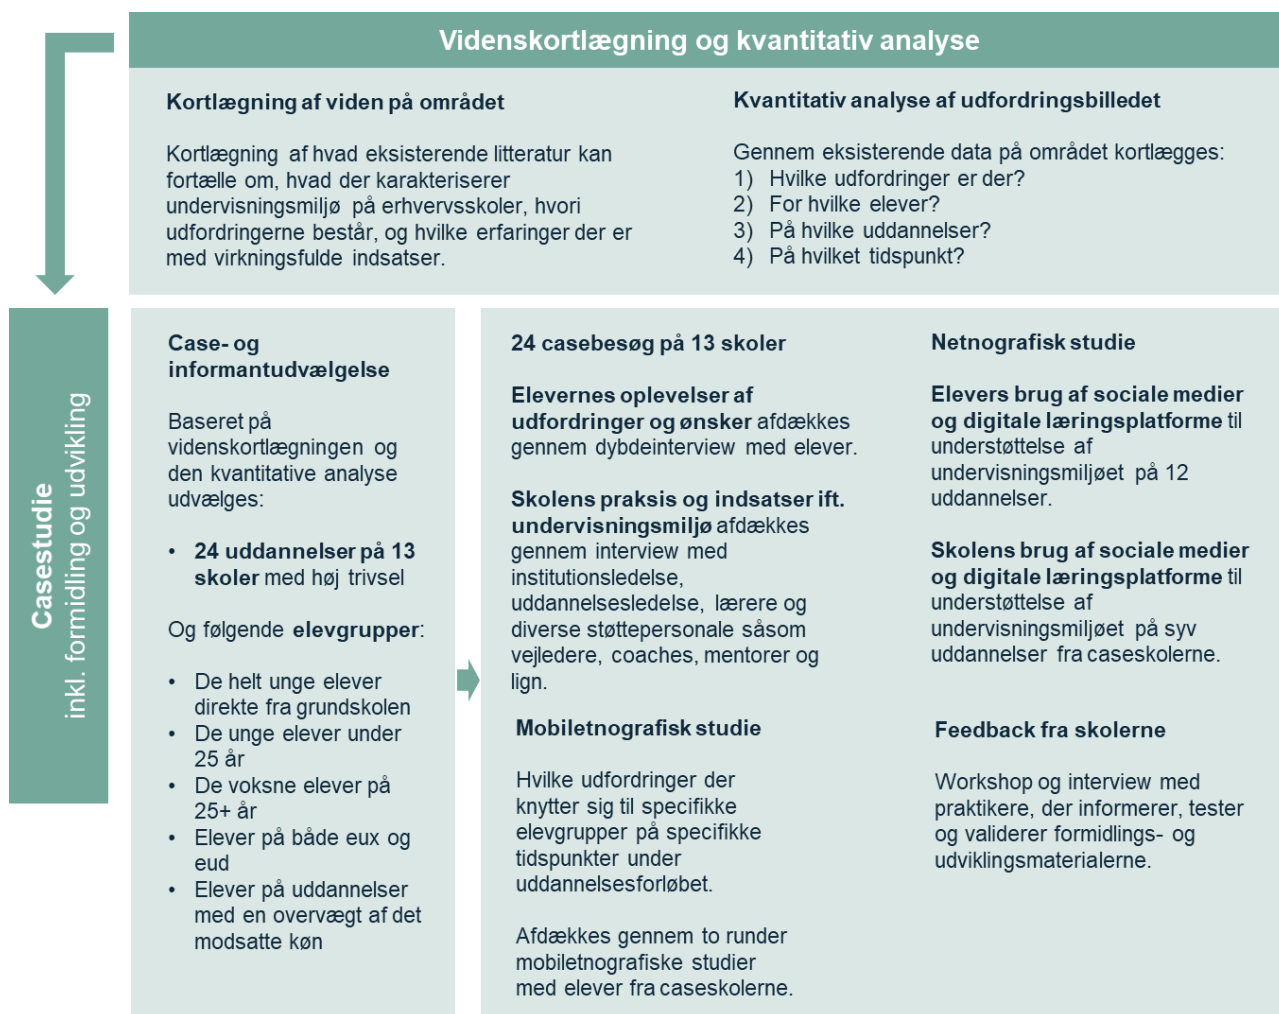 Videnskortlægning og kvantitativ analyse
Kortlægning af viden på området
Kortlægning af hvad eksisterende litteratur kan
fortælle om, hvad der karakteriserer
undervisningsmiljø på erhvervsskoler, hvori
udfordringerne består, og hvilke erfaringer der er
med virkningsfulde indsatser.
Kvantitativ analyse af udfordringsbilledet
Gennem eksisterende data på området kortlægges:
1) Hvilke udfordringer er der?
2) For hvilke elever?
3) På hvilke uddannelser?
4) På hvilket tidspunkt?
Casestudie
inkl. formidling og udvikling
Case- og
informantudvælgelse
Baseret på
videnskortlægningen og
den kvantitative analyse
udvælges:
• 24 uddannelser på 13
skoler med høj trivsel
Og følgende elevgrupper:
• De helt unge elever
direkte fra grundskolen
• De unge elever under
25 år
• De voksne elever på
25+ år
• Elever på både eux og
eud
• Elever på uddannelser
med en overvægt af det
modsatte køn
24 casebesøg på 13 skoler
Elevernes oplevelser af
udfordringer og ønsker afdækkes
gennem dybdeinterview med elever.
Skolens praksis og indsatser ift.
undervisningsmiljø afdækkes
gennem interview med
institutionsledelse,
uddannelsesledelse, lærere og
diverse støttepersonale såsom
vejledere, coaches, mentorer og
lign.
Mobiletnografisk studie
Hvilke udfordringer der
knytter sig til specifikke
elevgrupper på specifikke
tidspunkter under
uddannelsesforløbet.
Afdækkes gennem to runder
mobiletnografiske studier
med elever fra caseskolerne.
Netnografisk studie
Elevers brug af sociale medier
og digitale læringsplatforme til
understøttelse af
undervisningsmiljøet på 12
uddannelser.
Skolens brug af sociale medier
og digitale læringsplatforme til
understøttelse af
undervisningsmiljøet på syv
uddannelser fra caseskolerne.
Feedback fra skolerne
Workshop og interview med
praktikere, der informerer, tester
og validerer formidlings- og
udviklingsmaterialerne.